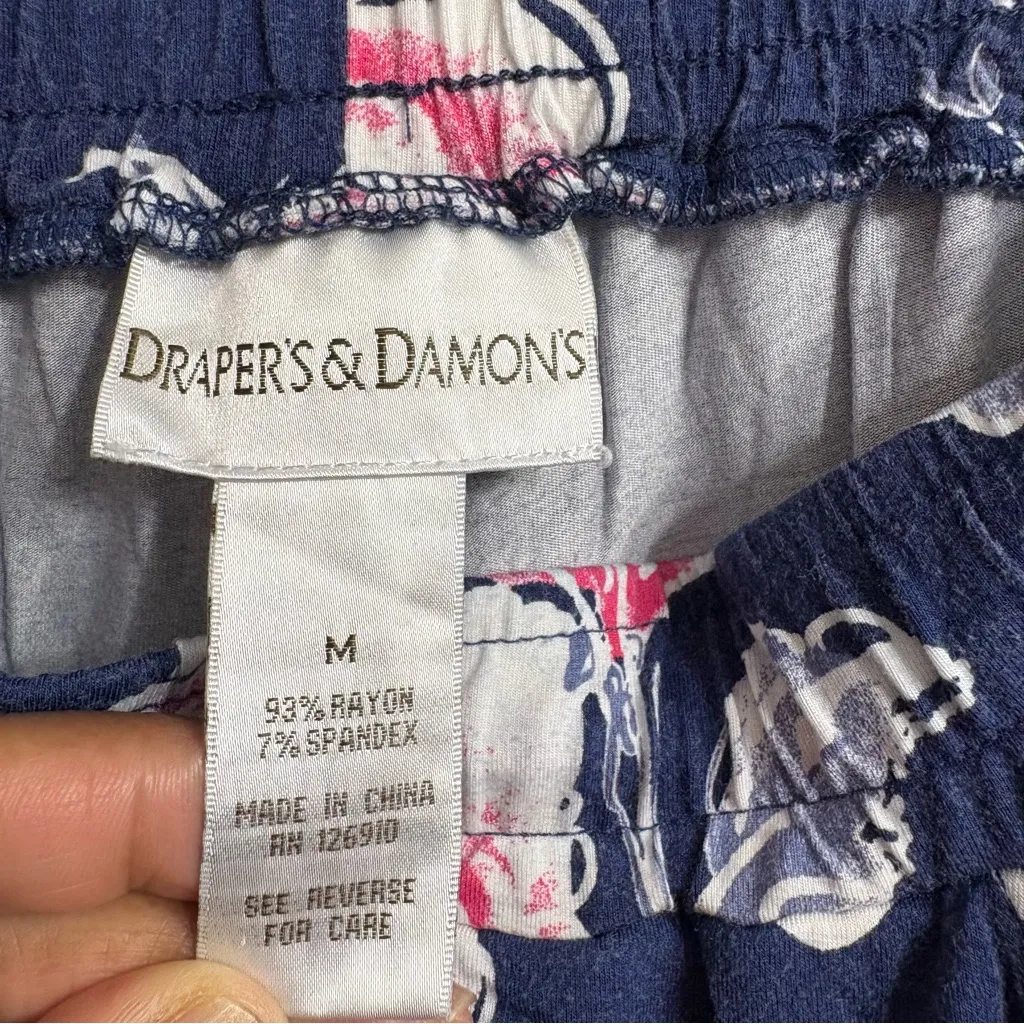 DRAPER'S & DAMON'S
M
93% RAYON
7% SPANDEX
MADE IN CHINA
RN 126910
SEE REVERSE
FOR CARE